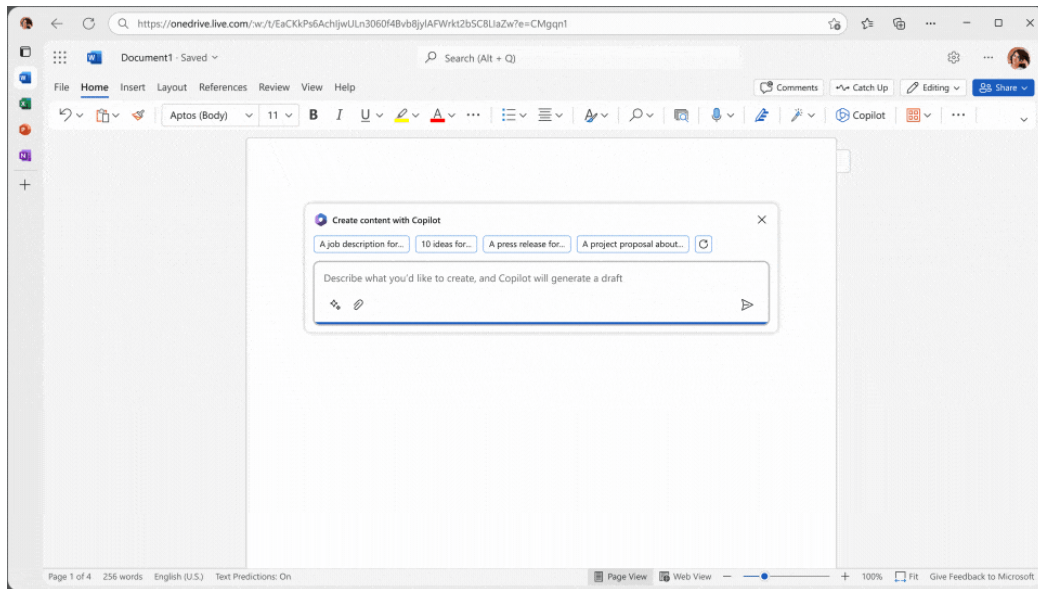 https://onedrive.live.com/:w:/t/EaCKkPs6AchIjwULn3060f4Bvb8jylAFWrkt2bSC8LIaZw?e=CMgqn1
Document1 · Saved
Search (Alt + Q)
File Home Insert Layout References Review View Help
Comments Catch Up Editing Share
Aptos (Body) 11 B I U A Copilot
Create content with Copilot
A job description for... 10 ideas for... A press release for... A project proposal about...
Describe what you'd like to create, and Copilot will generate a draft
Page 1 of 4 256 words English (U.S.) Text Predictions: On Page View Web View 100% Fit Give Feedback to Microsoft